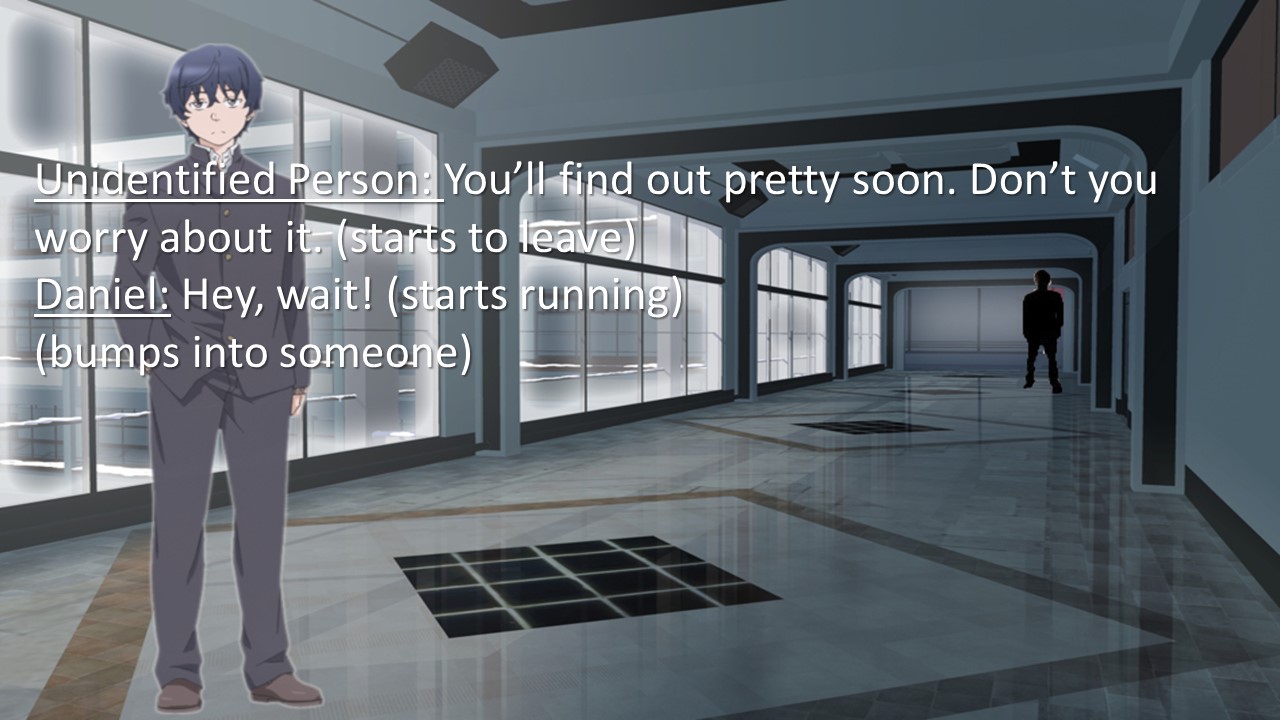 Unidentified Person: You’ll find out pretty soon. Don’t you
worry about it. (starts to leave)
Daniel: Hey, wait! (starts running)
(bumps into someone)